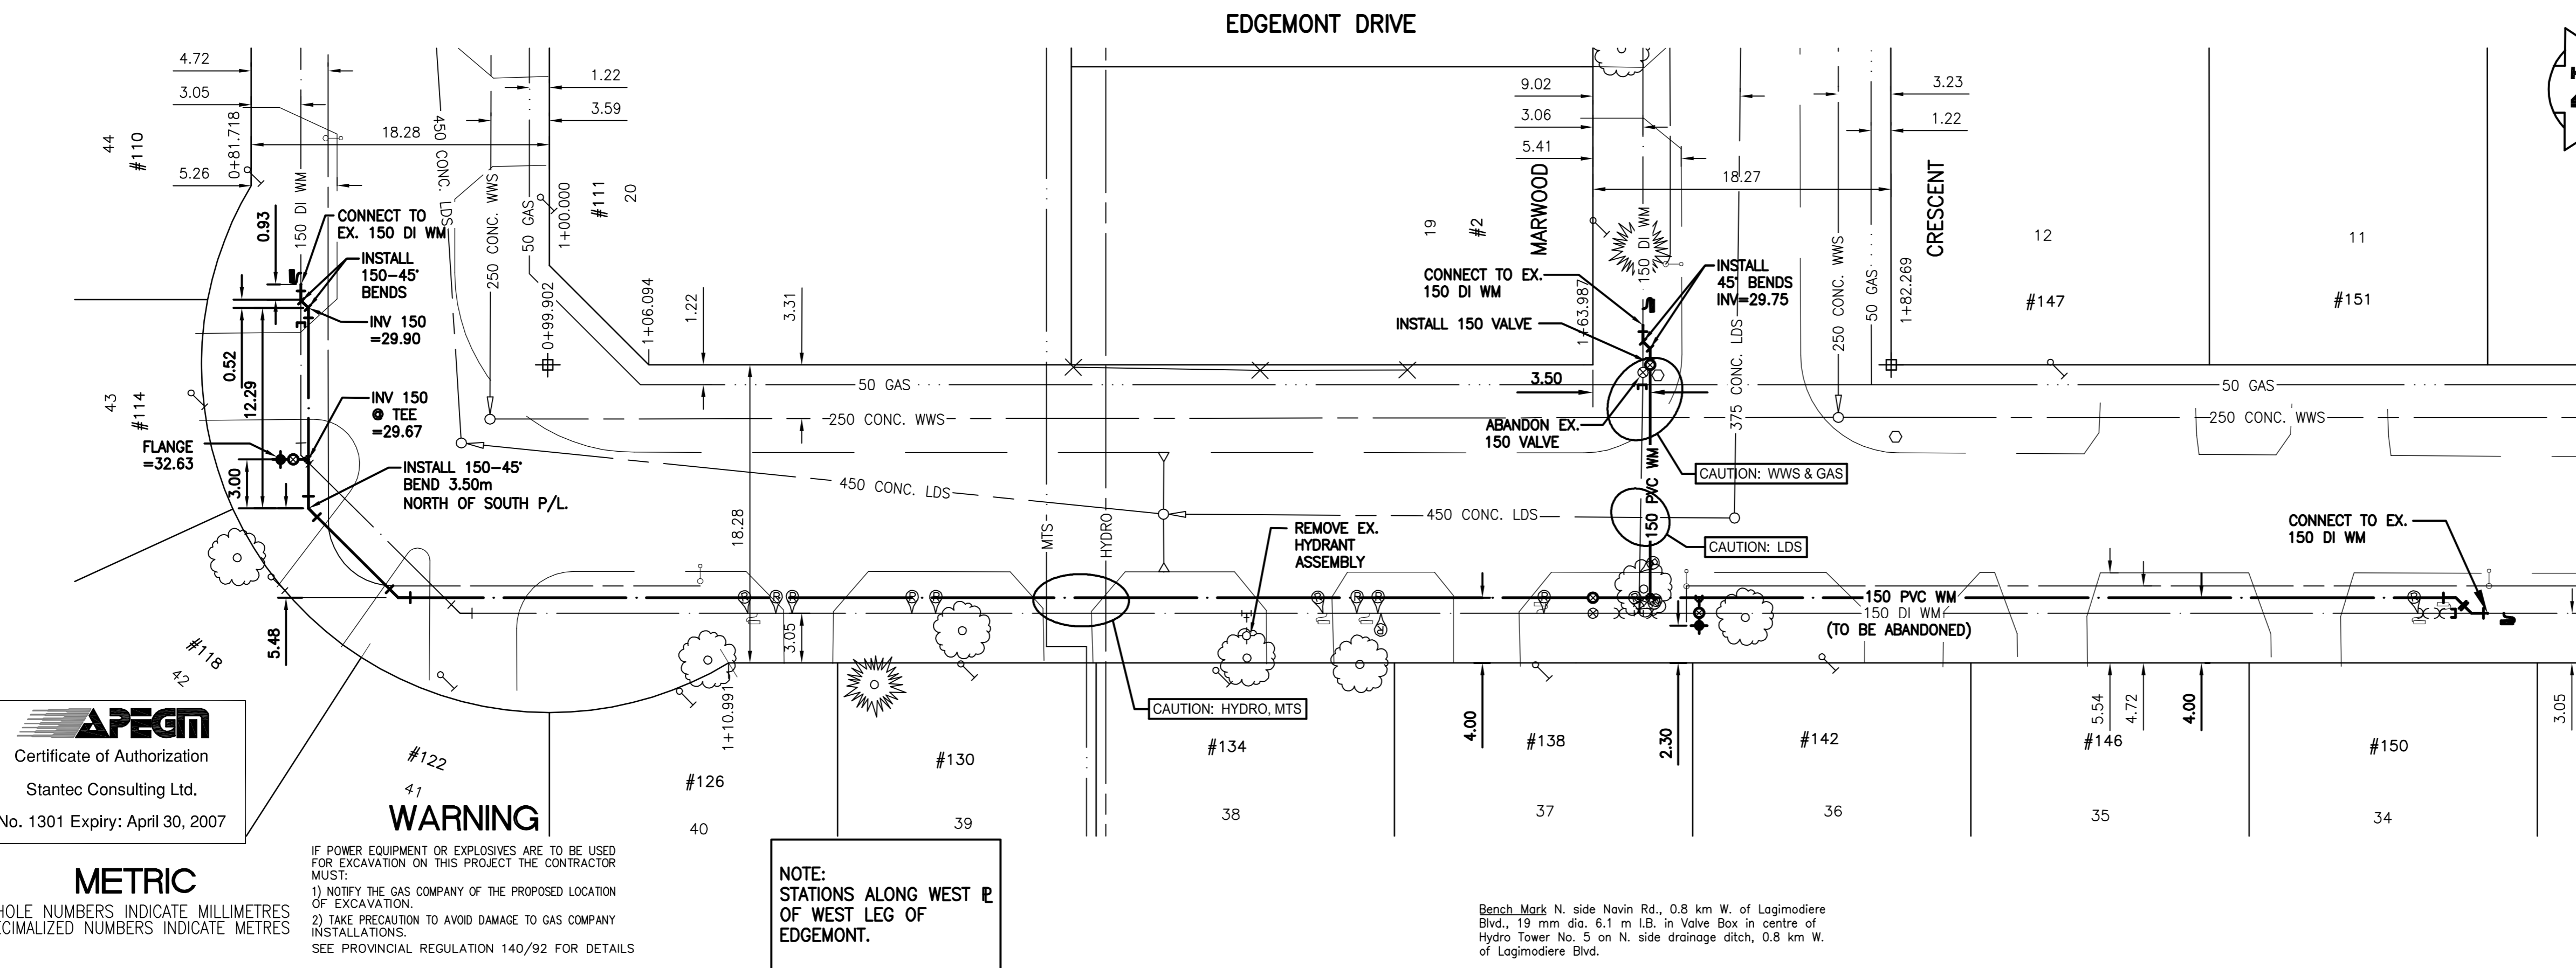 EDGEMONT DRIVE
4.72
3.05
44
#110
0+81.718
18.28
5.26
1.22
3.59
450 CONC. LDS
150 DI WM
250 CONC. WWS
50 GAS
1+00.000
#111
20
0.93
CONNECT TO
EX. 150 DI WM
INSTALL
150-45°
BENDS
INV 150
=29.90
0.52
12.29
43
#114
INV 150
@ TEE
=29.67
FLANGE
=32.63
3.00
INSTALL 150-45°
BEND 3.50m
NORTH OF SOUTH P/L.
0+99.902
1+06.094
1.22
3.31
50 GAS
250 CONC. WWS
450 CONC. LDS
18.28
MTS
HYDRO
REMOVE EX.
HYDRANT
ASSEMBLY
3.05
5.48
#118
42
#122
41
1+10.991
#126
40
#130
39
CAUTION: HYDRO, MTS
#134
38
9.02
3.06
5.41
MARWOOD
18.27
19
#2
150 DI WM
CONNECT TO EX.
150 DI WM
INSTALL
45° BENDS
INV=29.75
INSTALL 150 VALVE
1+63.987
3.50
ABANDON EX.
150 VALVE
375 CONC. LDS
250 CONC. WWS
50 GAS
3.23
1.22
CRESCENT
1+82.269
12
#147
11
#151
50 GAS
250 CONC. WWS
CAUTION: WWS & GAS
150 PVC WM
450 CONC. LDS
CAUTION: LDS
CONNECT TO EX.
150 DI WM
150 PVC WM
150 DI WM
(TO BE ABANDONED)
4.00
#138
37
2.30
#142
36
5.54
4.72
4.00
#146
35
#150
34
3.05
APEGM
Certificate of Authorization
Stantec Consulting Ltd.
No. 1301 Expiry: April 30, 2007
METRIC
HOLE NUMBERS INDICATE MILLIMETRES
ECIMALIZED NUMBERS INDICATE METRES
WARNING
IF POWER EQUIPMENT OR EXPLOSIVES ARE TO BE USED
FOR EXCAVATION ON THIS PROJECT THE CONTRACTOR
MUST:
1) NOTIFY THE GAS COMPANY OF THE PROPOSED LOCATION
OF EXCAVATION.
2) TAKE PRECAUTION TO AVOID DAMAGE TO GAS COMPANY
INSTALLATIONS.
SEE PROVINCIAL REGULATION 140/92 FOR DETAILS
NOTE:
STATIONS ALONG WEST ⅊
OF WEST LEG OF
EDGEMONT.
Bench Mark N. side Navin Rd., 0.8 km W. of Lagimodiere
Blvd., 19 mm dia. 6.1 m I.B. in Valve Box in centre of
Hydro Tower No. 5 on N. side drainage ditch, 0.8 km W.
of Lagimodiere Blvd.